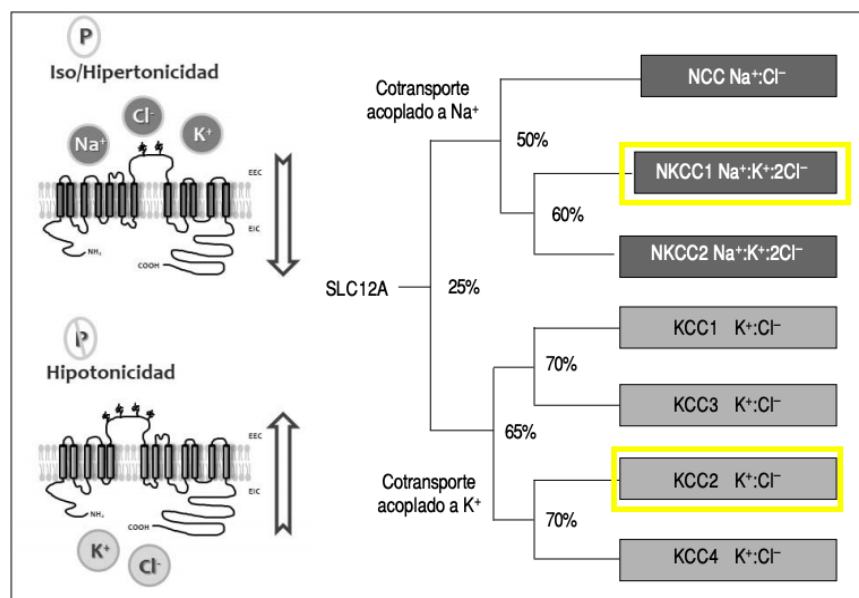 P
Iso/Hipertonicidad
Na⁺
Cl⁻
K⁺
EEC
EIC
NH₂
COOH
P
Hipotonicidad
EEC
EIC
NH₂
COOH
K⁺
Cl⁻
Cotransporte
acoplado a Na⁺
SLC12A
25%
50%
60%
65%
70%
70%
Cotransporte
acoplado a K⁺
NCC Na⁺:Cl⁻
NKCC1 Na⁺:K⁺:2Cl⁻
NKCC2 Na⁺:K⁺:2Cl⁻
KCC1 K⁺:Cl⁻
KCC3 K⁺:Cl⁻
KCC2 K⁺:Cl⁻
KCC4 K⁺:Cl⁻